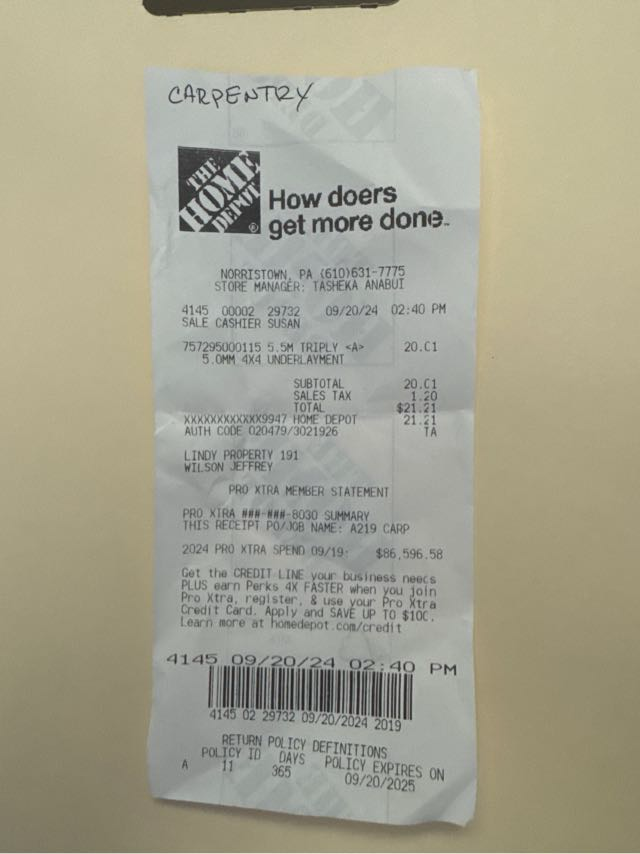 CARPENTRY
THE
HOME
DEPOT
®
How doers
get more done™
NORRISTOWN, PA (610)631-7775
STORE MANAGER: TASHEKA ANABUI
4145 00002 29732 09/20/24 02:40 PM
SALE CASHIER SUSAN
757295000115 5.5M TRIPLY <A> 20.01
5.0MM 4X4 UNDERLAYMENT
SUBTOTAL 20.01
SALES TAX 1.20
TOTAL $21.21
XXXXXXXXXXXX9947 HOME DEPOT 21.21
AUTH CODE 020479/3021926 TA
LINDY PROPERTY 191
WILSON JEFFREY
PRO XTRA MEMBER STATEMENT
PRO XTRA ###-###-8030 SUMMARY
THIS RECEIPT PO/JOB NAME: A219 CARP
2024 PRO XTRA SPEND 09/19: $86,596.58
Get the CREDIT LINE your business needs
PLUS earn Perks 4X FASTER when you join
Pro Xtra, register, & use your Pro Xtra
Credit Card. Apply and SAVE UP TO $100.
Learn more at homedepot.com/credit
4145 09/20/24 02:40 PM
4145 02 29732 09/20/2024 2019
RETURN POLICY DEFINITIONS
POLICY ID DAYS POLICY EXPIRES ON
A 11 365 09/20/2025